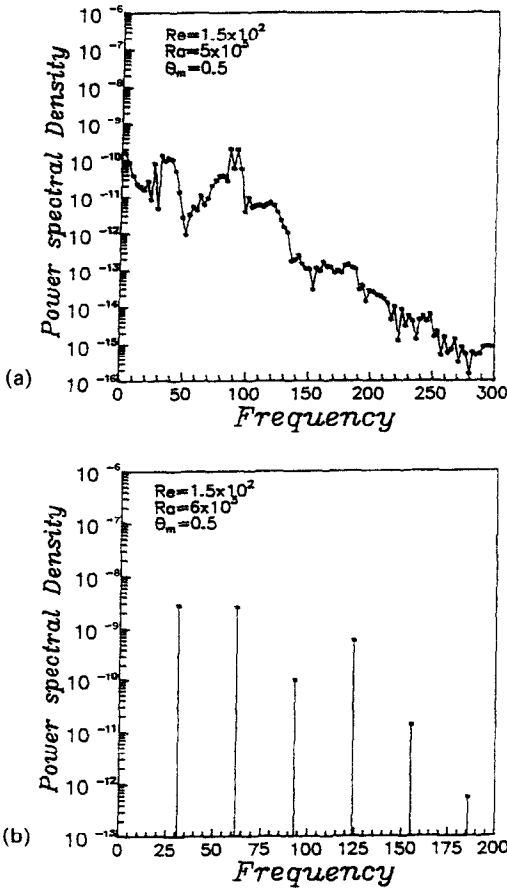 10⁻⁶
10⁻⁷
10⁻⁸
10⁻⁹
10⁻¹⁰
10⁻¹¹
10⁻¹²
10⁻¹³
10⁻¹⁴
10⁻¹⁵
10⁻¹⁶
Power spectral Density
Re=1.5x10²
Ra=5x10⁵
θₘ=0.5
(a)
0 50 100 150 200 250 300
Frequency
10⁻⁶
10⁻⁷
10⁻⁸
10⁻⁹
10⁻¹⁰
10⁻¹¹
10⁻¹²
10⁻¹³
Power spectral Density
Re=1.5x10²
Ra=6x10⁵
θₘ=0.5
(b)
0 25 50 75 100 125 150 175 200
Frequency